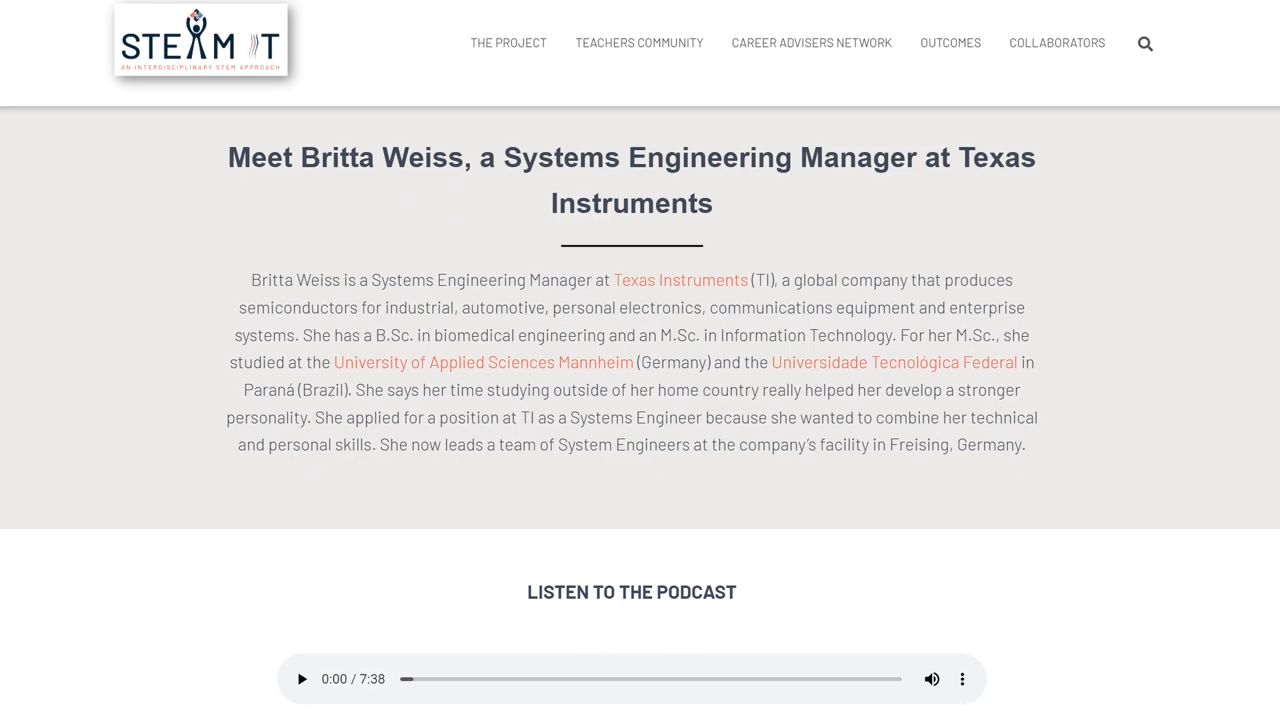 STEAM IT
AN INTERDISCIPLINARY STEM APPROACH
THE PROJECT
TEACHERS COMMUNITY
CAREER ADVISERS NETWORK
OUTCOMES
COLLABORATORS
Meet Britta Weiss, a Systems Engineering Manager at Texas
Instruments
Britta Weiss is a Systems Engineering Manager at Texas Instruments (TI), a global company that produces
semiconductors for industrial, automotive, personal electronics, communications equipment and enterprise
systems. She has a B.Sc. in biomedical engineering and an M.Sc. in Information Technology. For her M.Sc., she
studied at the University of Applied Sciences Mannheim (Germany) and the Universidade Tecnológica Federal in
Paraná (Brazil). She says her time studying outside of her home country really helped her develop a stronger
personality. She applied for a position at TI as a Systems Engineer because she wanted to combine her technical
and personal skills. She now leads a team of System Engineers at the company's facility in Freising, Germany.
LISTEN TO THE PODCAST
0:00 / 7:38